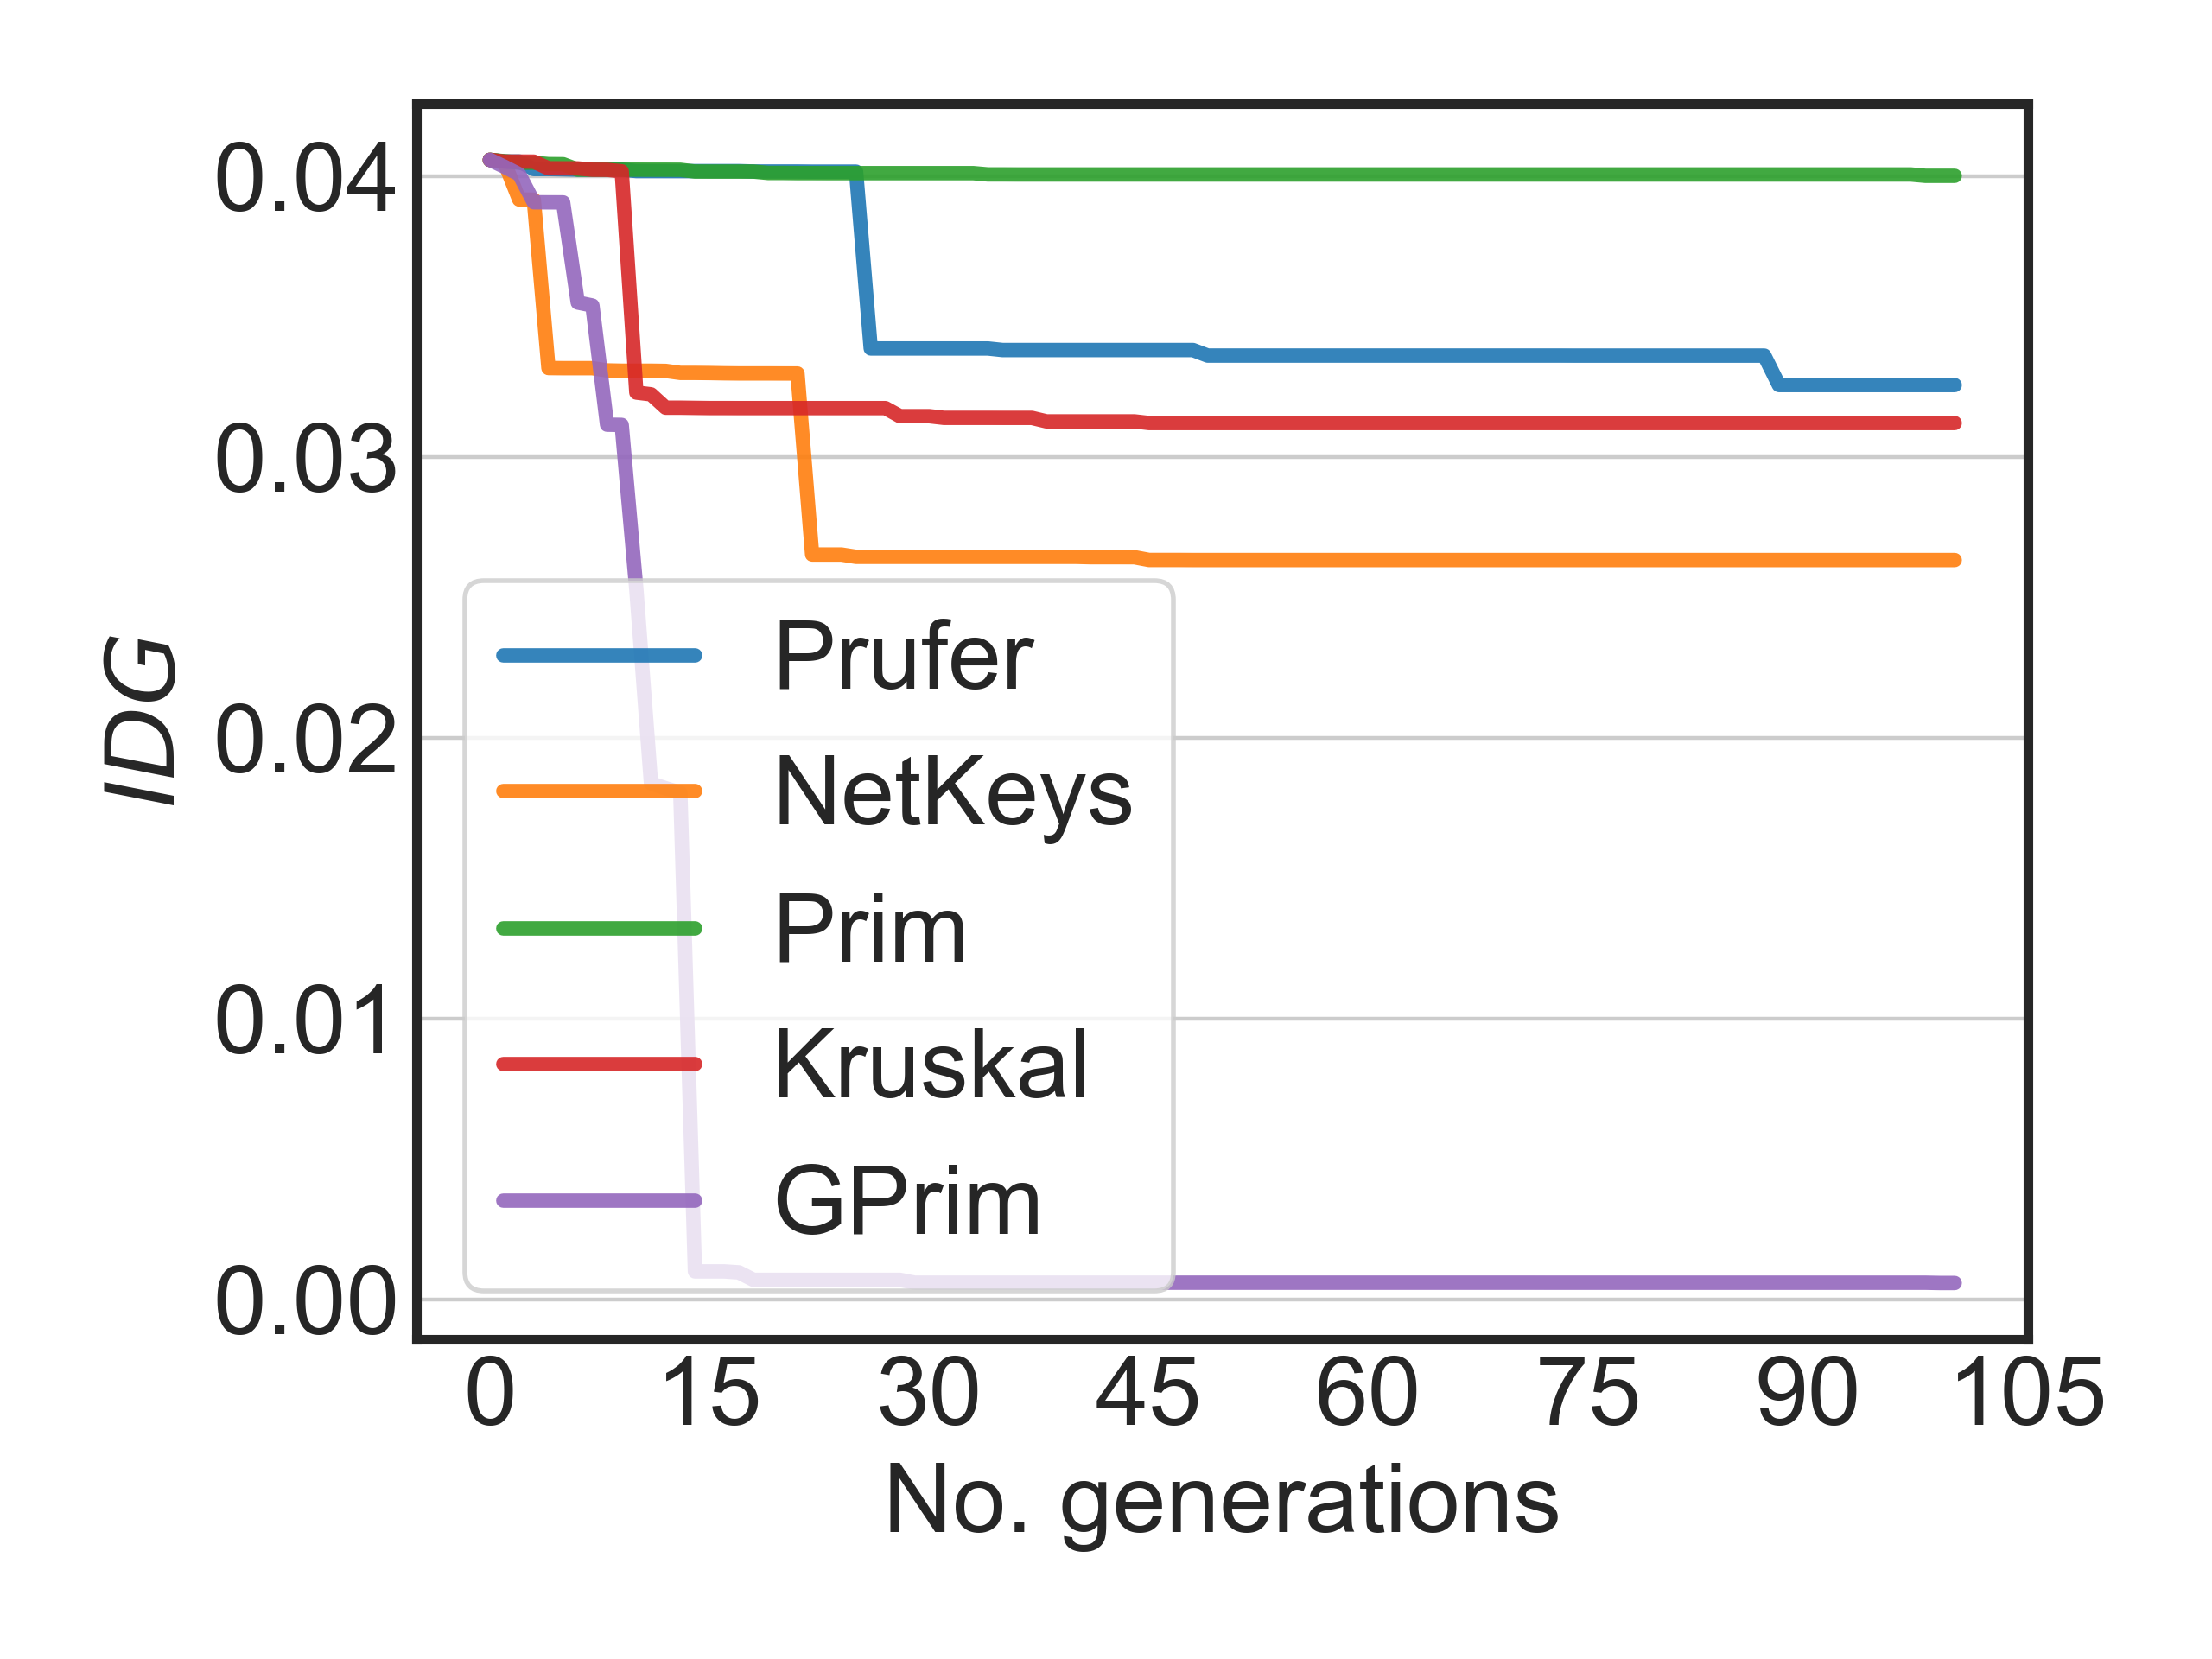 0.04
0.03
0.02
0.01
0.00
IDG
Prufer
NetKeys
Prim
Kruskal
GPrim
0 15 30 45 60 75 90 105
No. generations